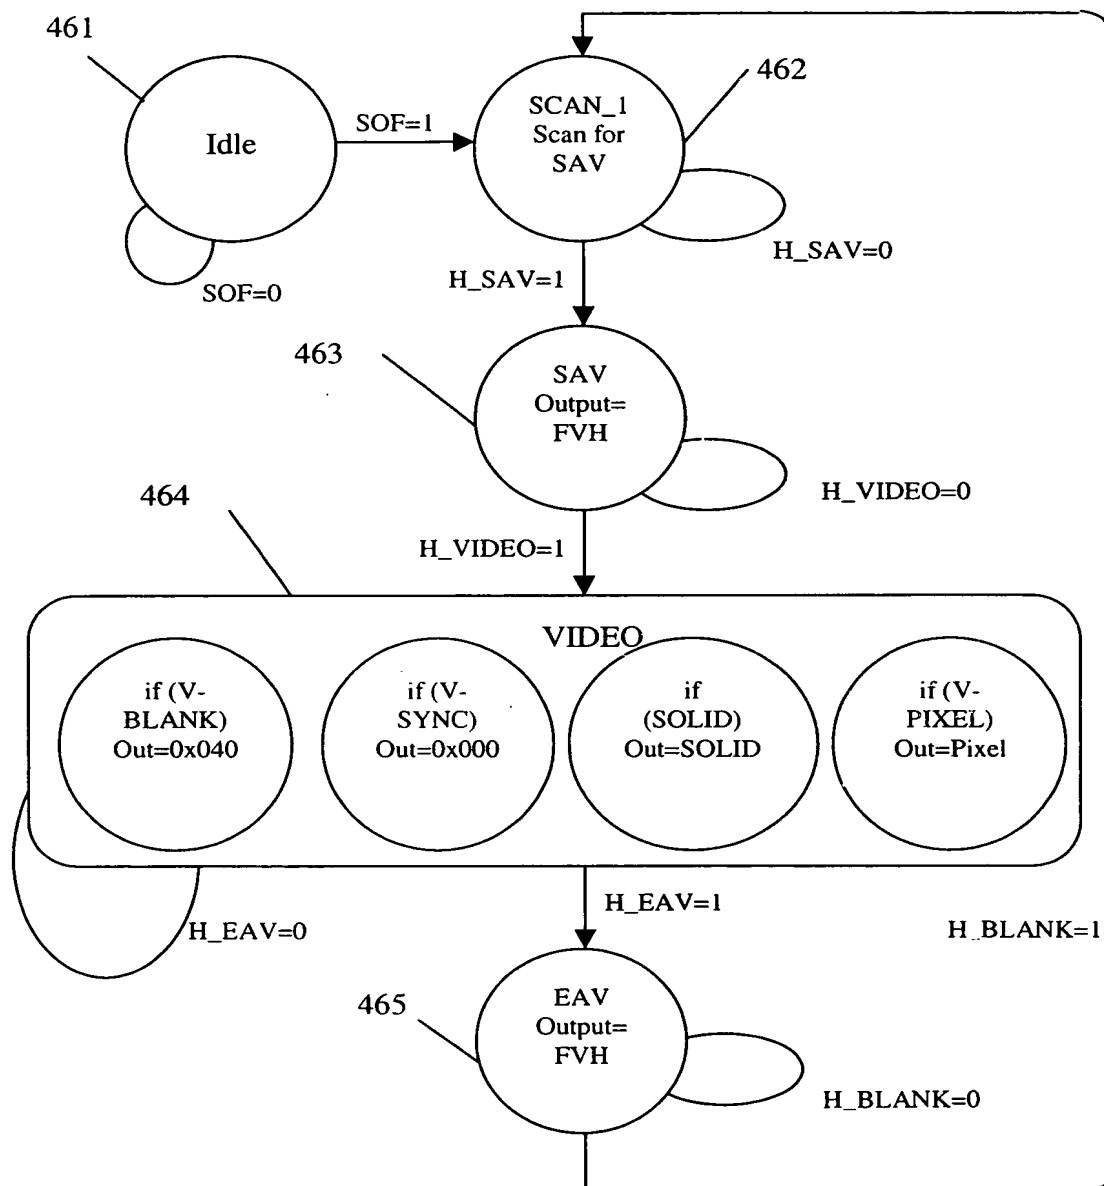 461
Idle
SOF=1
SOF=0
462
SCAN_1
Scan for
SAV
H_SAV=0
H_SAV=1
463
SAV
Output=
FVH
H_VIDEO=0
H_VIDEO=1
464
VIDEO
if (V-
BLANK)
Out=0x040
if (V-
SYNC)
Out=0x000
if
(SOLID)
Out=SOLID
if (V-
PIXEL)
Out=Pixel
H_EAV=0
H_EAV=1
H_BLANK=1
465
EAV
Output=
FVH
H_BLANK=0